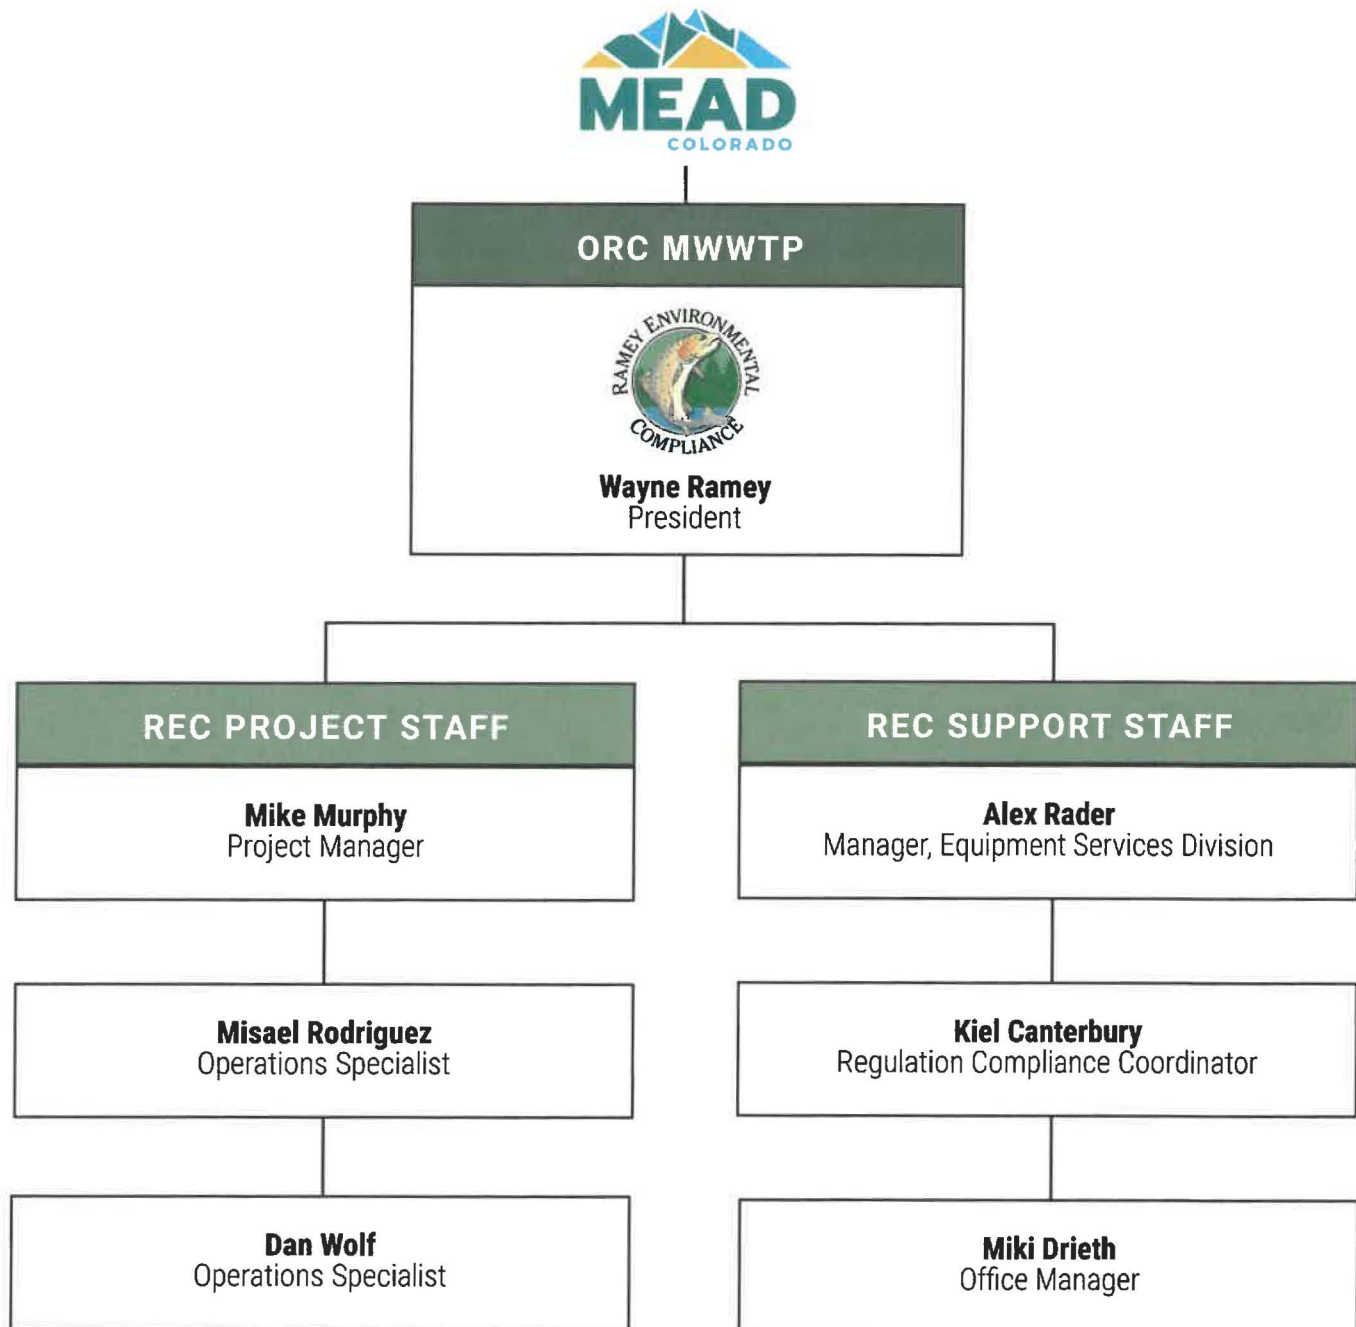 MEAD
COLORADO
ORC MWWTP
RAMEY ENVIRONMENTAL
COMPLIANCE
Wayne Ramey
President
REC PROJECT STAFF
Mike Murphy
Project Manager
Misael Rodriguez
Operations Specialist
Dan Wolf
Operations Specialist
REC SUPPORT STAFF
Alex Rader
Manager, Equipment Services Division
Kiel Canterbury
Regulation Compliance Coordinator
Miki Drieth
Office Manager